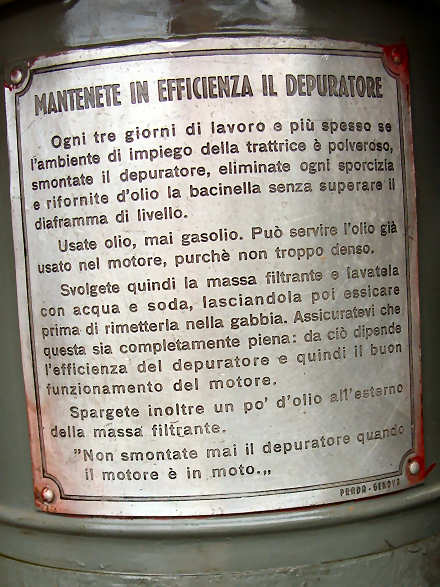 MANTENETE IN EFFICIENZA IL DEPURATORE
Ogni tre giorni di lavoro e più spesso se
l'ambiente di impiego della trattrice è polveroso,
smontate il depuratore, eliminate ogni sporcizia
e rifornite d'olio la bacinella senza superare il
diaframma di livello.
Usate olio, mai gasolio. Può servire l'olio già
usato nel motore, purchè non troppo denso.
Svolgete quindi la massa filtrante e lavatela
con acqua e soda, lasciandola poi essicare
prima di rimetterla nella gabbia. Assicuratevi che
questa sia completamente piena: da ciò dipende
l'efficienza del depuratore e quindi il buon
funzionamento del motore.
Spargete inoltre un po' d'olio all'esterno
della massa filtrante.
"Non smontate mai il depuratore quando
il motore è in moto.„
PRADA - GENOVA